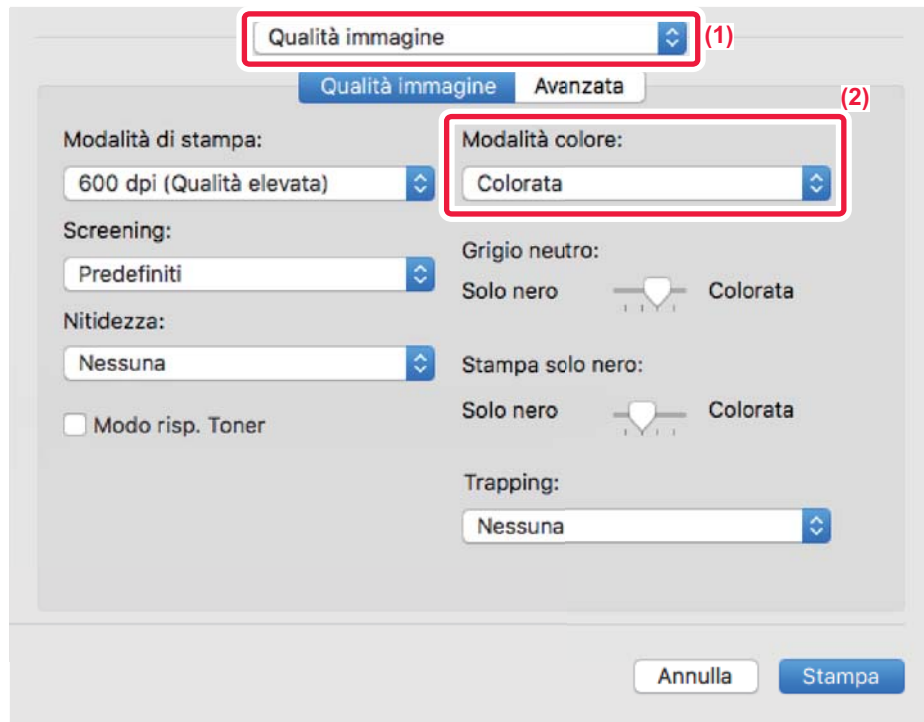 Qualità immagine
(1)
Qualità immagine Avanzata
(2)
Modalità di stampa:
600 dpi (Qualità elevata)
Screening:
Predefiniti
Nitidezza:
Nessuna
Modo risp. Toner
Modalità colore:
Colorata
Grigio neutro:
Solo nero Colorata
Stampa solo nero:
Solo nero Colorata
Trapping:
Nessuna
Annulla Stampa